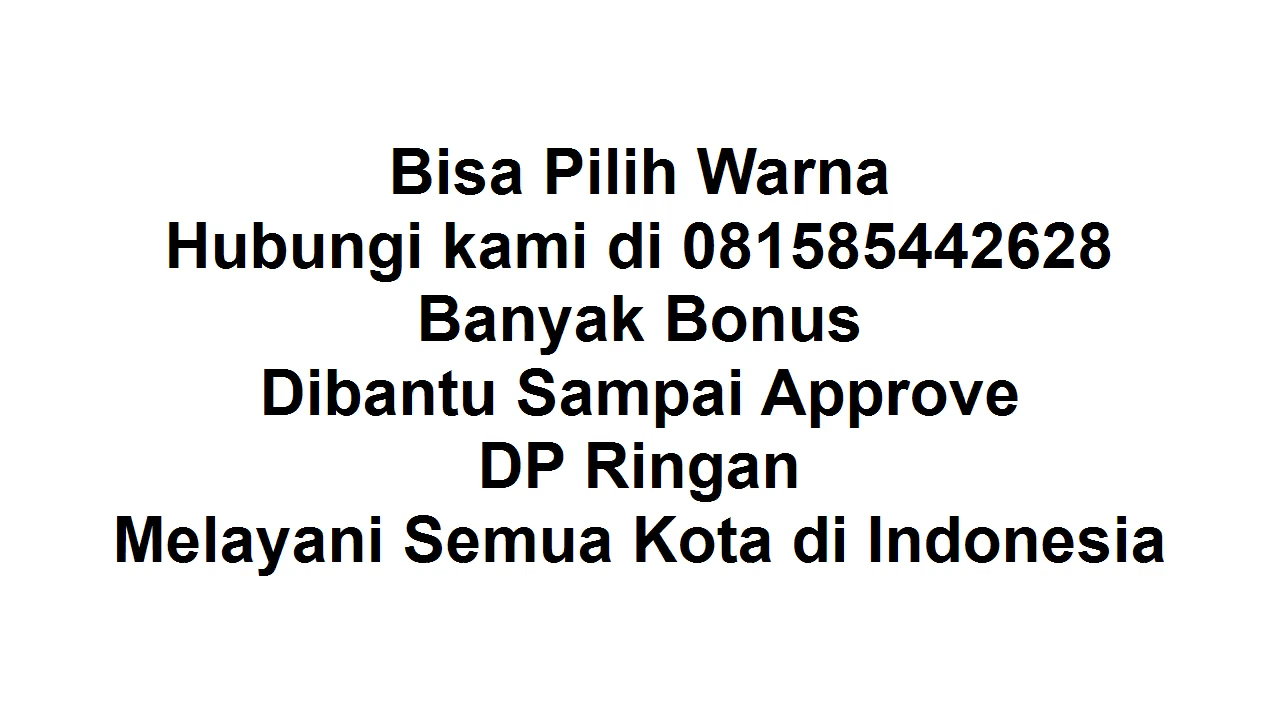 Bisa Pilih Warna
Hubungi kami di 081585442628
Banyak Bonus
Dibantu Sampai Approve
DP Ringan
Melayani Semua Kota di Indonesia